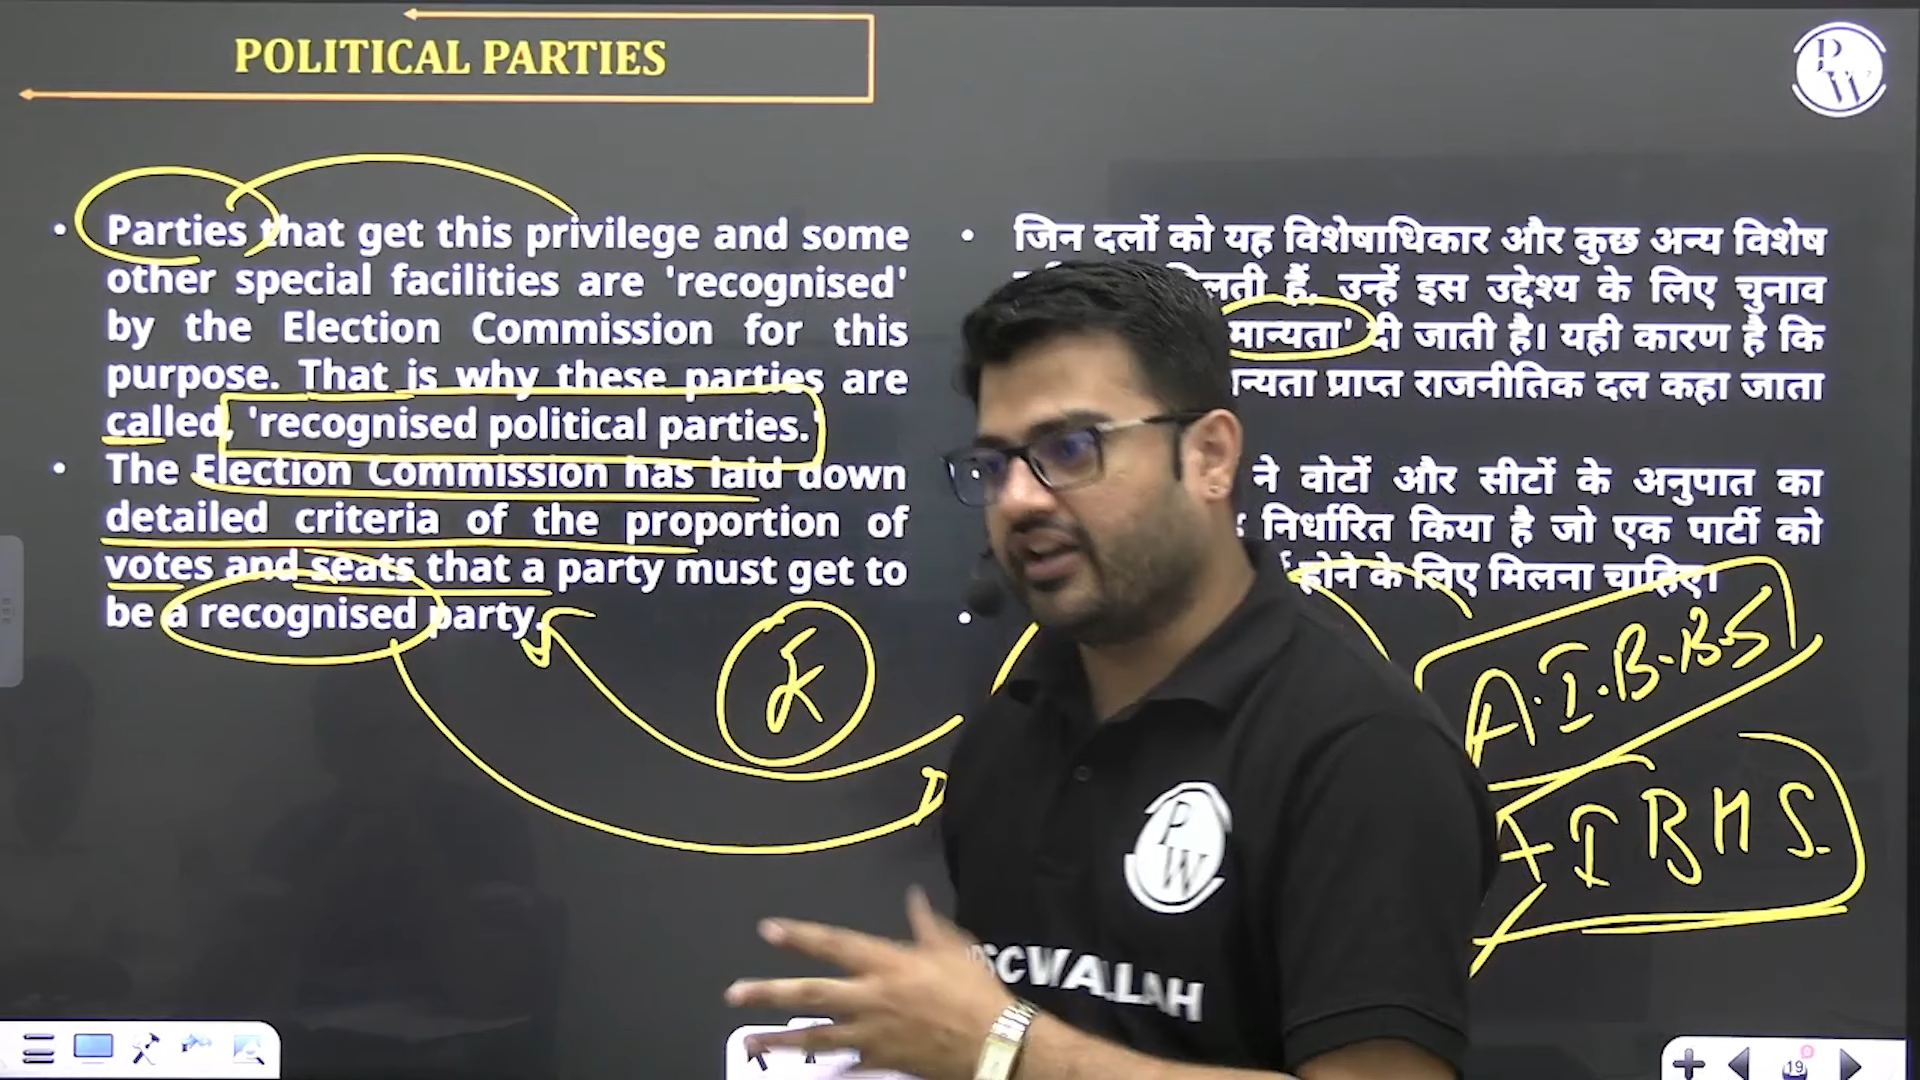 POLITICAL PARTIES
PW
• Parties that get this privilege and some
other special facilities are 'recognised'
by the Election Commission for this
purpose. That is why these parties are
called, 'recognised political parties.'
• The Election Commission has laid down
detailed criteria of the proportion of
votes and seats that a party must get to
be a recognised party.
• जिन दलों को यह विशेषाधिकार और कुछ अन्य विशेष
हैं, उन्हें इस उद्देश्य के लिए चुनाव
मान्यता' दी जाती है। यही कारण है कि
प्राप्त राजनीतिक दल कहा जाता
ने वोटों और सीटों के अनुपात का
निर्धारित किया है जो एक पार्टी को
होने के लिए मिलना चाहिए।
A.I.B.B.S
I B H S.
PW
19